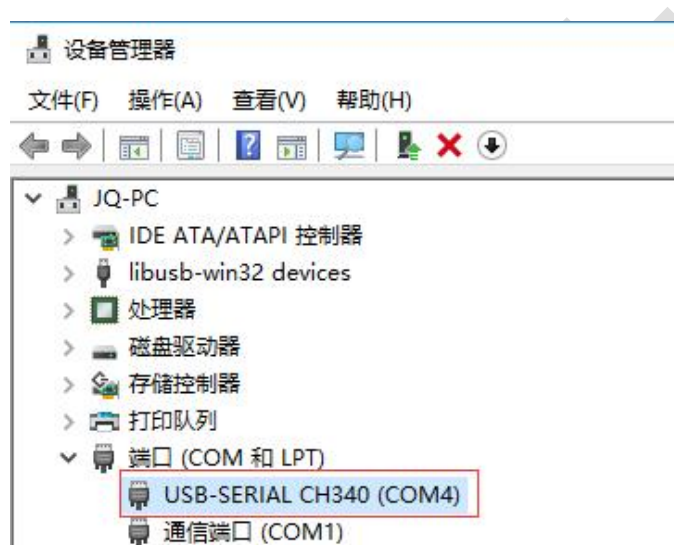 设备管理器
文件(F) 操作(A) 查看(V) 帮助(H)
JQ-PC
IDE ATA/ATAPI 控制器
libusb-win32 devices
处理器
磁盘驱动器
存储控制器
打印队列
端口 (COM 和 LPT)
USB-SERIAL CH340 (COM4)
通信端口 (COM1)